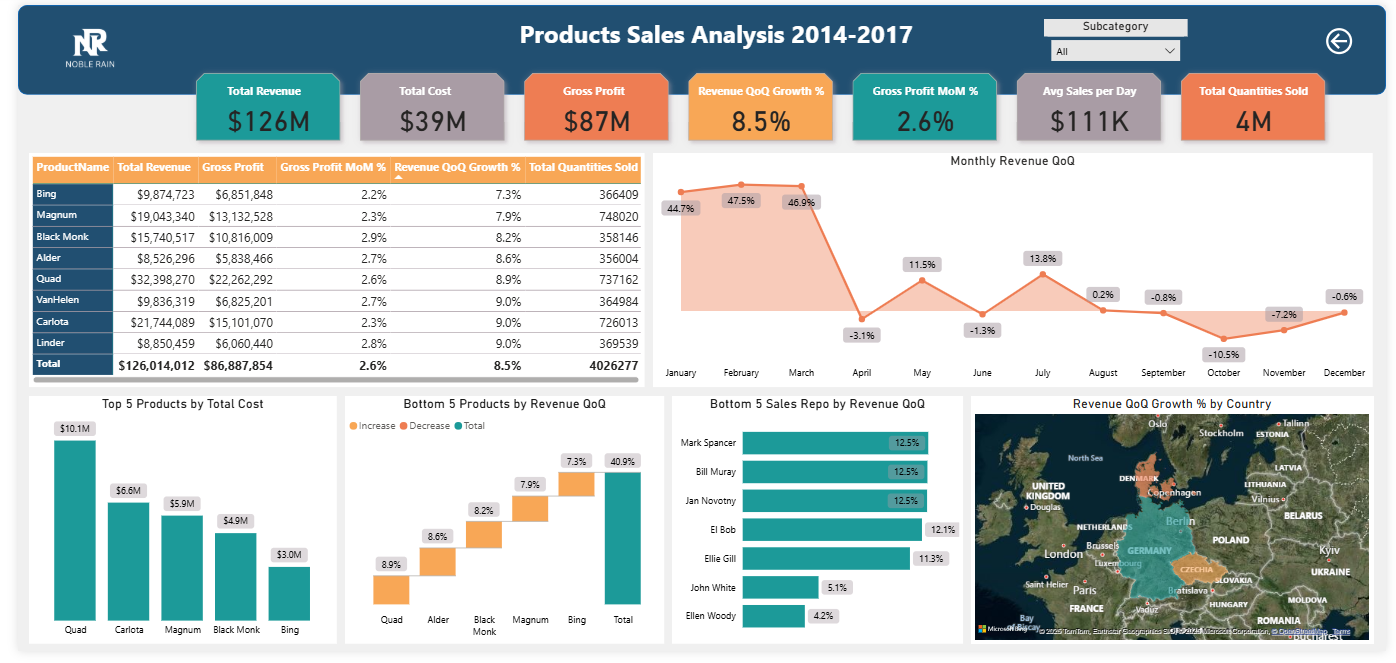 Products Sales Analysis 2014-2017
NR
NOBLE RAIN
Subcategory
All
Total Revenue
$126M
Total Cost
$39M
Gross Profit
$87M
Revenue QoQ Growth %
8.5%
Gross Profit MoM %
2.6%
Avg Sales per Day
$111K
Total Quantities Sold
4M
ProductName Total Revenue Gross Profit Gross Profit MoM % Revenue QoQ Growth % Total Quantities Sold
Bing $9,874,723 $6,851,848 2.2% 7.3% 366409
Magnum $19,043,340 $13,132,528 2.3% 7.9% 748020
Black Monk $15,740,517 $10,816,009 2.9% 8.2% 358146
Alder $8,526,296 $5,838,466 2.7% 8.6% 356004
Quad $32,398,270 $22,262,292 2.6% 8.9% 737162
VanHelen $9,836,319 $6,825,201 2.7% 9.0% 364984
Carlota $21,744,089 $15,101,070 2.3% 9.0% 726013
Linder $8,850,459 $6,060,440 2.8% 9.0% 369539
Total $126,014,012 $86,887,854 2.6% 8.5% 4026277
Monthly Revenue QoQ
44.7% 47.5% 46.9% -3.1% 11.5% -1.3% 13.8% 0.2% -0.8% -10.5% -7.2% -0.6%
January February March April May June July August September October November December
Top 5 Products by Total Cost
$10.1M $6.6M $5.9M $4.9M $3.0M
Quad Carlota Magnum Black Monk Bing
Bottom 5 Products by Revenue QoQ
Increase Decrease Total
8.9% 8.6% 8.2% 7.9% 7.3% 40.9%
Quad Alder Black Monk Magnum Bing Total
Bottom 5 Sales Repo by Revenue QoQ
Mark Spencer 12.5%
Bill Muray 12.5%
Jan Novotny 12.5%
El Bob 12.1%
Ellie Gill 11.3%
John White 5.1%
Ellen Woody 4.2%
Revenue QoQ Growth % by Country
Oslo
Stockholm
Tallinn
ESTONIA
North Sea
LATVIA
DENMARK
LITHUANIA
UNITED
KINGDOM
Copenhagen
Vilnius
Douglas
BELARUS
NETHERLANDS
Berlin
POLAND
London
Brussels
GERMANY
Kyiv
Luxembourg
CZECHIA
UKRAINE
Saint Helier
Paris
SLOVAKIA
Bratislava
FRANCE
Vaduz
HUNGARY
MOLDOVA
Bay
of Biscay
ROMANIA
Bucharest
Microsoft
© OpenStreetMap
Terms